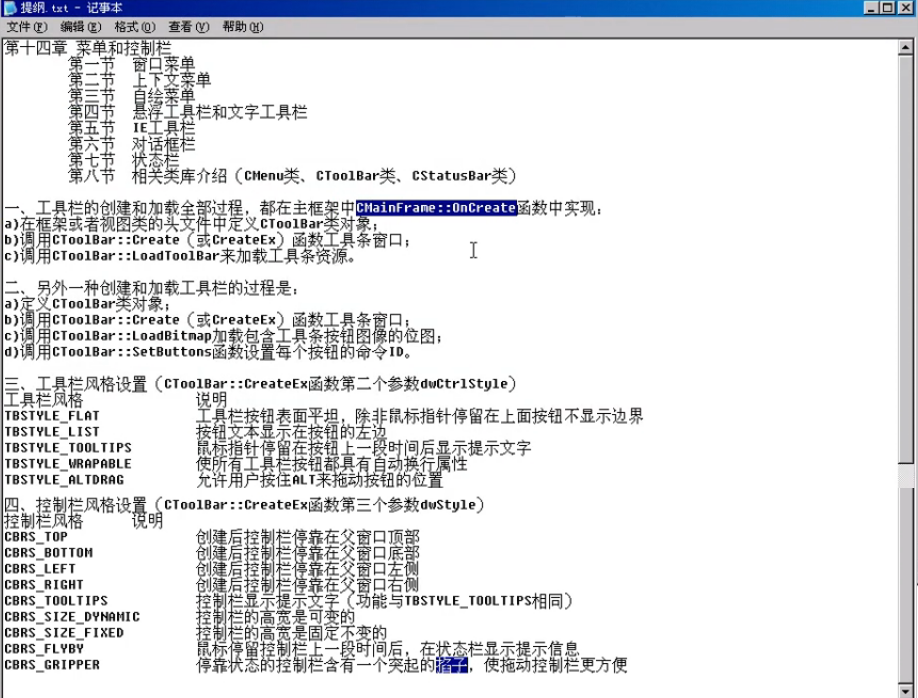 提纲.txt - 记事本
文件(F) 编辑(E) 格式(O) 查看(V) 帮助(H)
第十四章 菜单和控制栏
第一节 窗口菜单
第二节 上下文菜单
第三节 自绘菜单
第四节 悬浮工具栏和文字工具栏
第五节 IE工具栏
第六节 对话框栏
第七节 状态栏
第八节 相关类库介绍（CMenu类、CToolBar类、CStatusBar类）
一、工具栏的创建和加载全部过程，都在主框架中CMainFrame::OnCreate函数中实现；
a)在框架或者视图类的头文件中定义CToolBar类对象；
b)调用CToolBar::Create（或CreateEx）函数工具条窗口；
c)调用CToolBar::LoadToolBar来加载工具条资源。
二、另外一种创建和加载工具栏的过程是：
a)定义CToolBar类对象；
b)调用CToolBar::Create（或CreateEx）函数工具条窗口；
c)调用CToolBar::LoadBitmap加载包含工具条按钮图像的位图；
d)调用CToolBar::SetButtons函数设置每个按钮的命令ID。
三、工具栏风格设置（CToolBar::CreateEx函数第二个参数dwCtrlStyle）
工具栏风格 说明
TBSTYLE_FLAT 工具栏按钮表面平坦，除非鼠标指针停留在上面按钮不显示边界
TBSTYLE_LIST 按钮文本显示在按钮的左边
TBSTYLE_TOOLTIPS 鼠标指针停留在按钮上一段时间后显示提示文字
TBSTYLE_WRAPABLE 使所有工具栏按钮都具有自动换行属性
TBSTYLE_ALTDRAG 允许用户按住ALT来拖动按钮的位置
四、控制栏风格设置（CToolBar::CreateEx函数第三个参数dwStyle）
控制栏风格 说明
CBRS_TOP 创建后控制栏停靠在父窗口顶部
CBRS_BOTTOM 创建后控制栏停靠在父窗口底部
CBRS_LEFT 创建后控制栏停靠在父窗口左侧
CBRS_RIGHT 创建后控制栏停靠在父窗口右侧
CBRS_TOOLTIPS 控制栏显示提示文字（功能与TBSTYLE_TOOLTIPS相同）
CBRS_SIZE_DYNAMIC 控制栏的高宽是可变的
CBRS_SIZE_FIXED 控制栏的高宽是固定不变的
CBRS_FLYBY 鼠标停留控制栏上一段时间后，在状态栏显示提示信息
CBRS_GRIPPER 停靠状态的控制栏含有一个突起的掐子，使拖动控制栏更方便